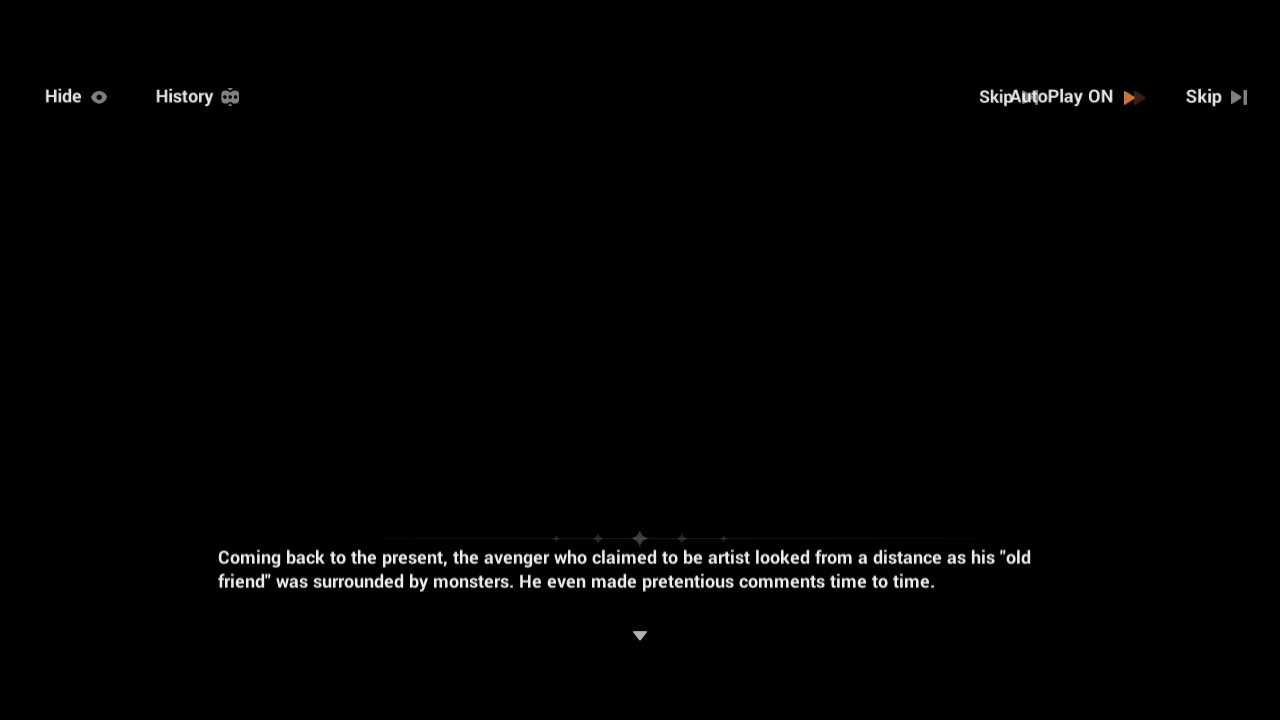 Hide
History
Skip
AutoPlay ON
Skip
Coming back to the present, the avenger who claimed to be artist looked from a distance as his "old
friend" was surrounded by monsters. He even made pretentious comments time to time.